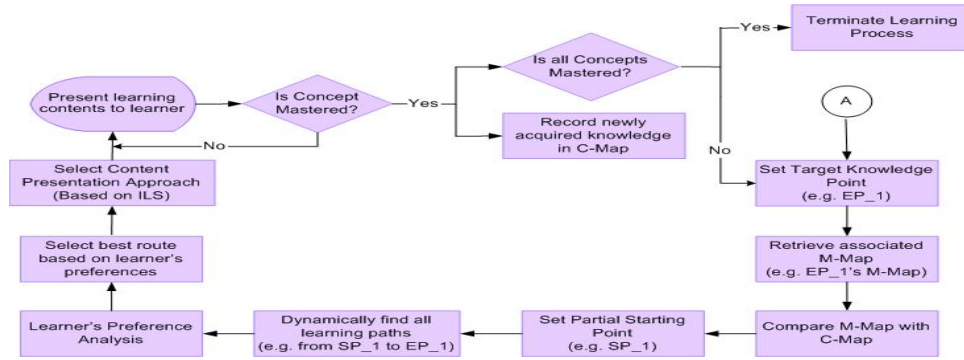 Yes
Terminate Learning
Process
Is all Concepts
Mastered?
Present learning
contents to learner
Is Concept
Mastered?
Yes
A
Record newly
acquired knowledge
in C-Map
No
No
Select Content
Presentation Approach
(Based on ILS)
Set Target Knowledge
Point
(e.g. EP_1)
Select best route
based on learner's
preferences
Retrieve associated
M-Map
(e.g. EP_1's M-Map)
Learner's Preference
Analysis
Dynamically find all
learning paths
(e.g. from SP_1 to EP_1)
Set Partial Starting
Point
(e.g. SP_1)
Compare M-Map with
C-Map